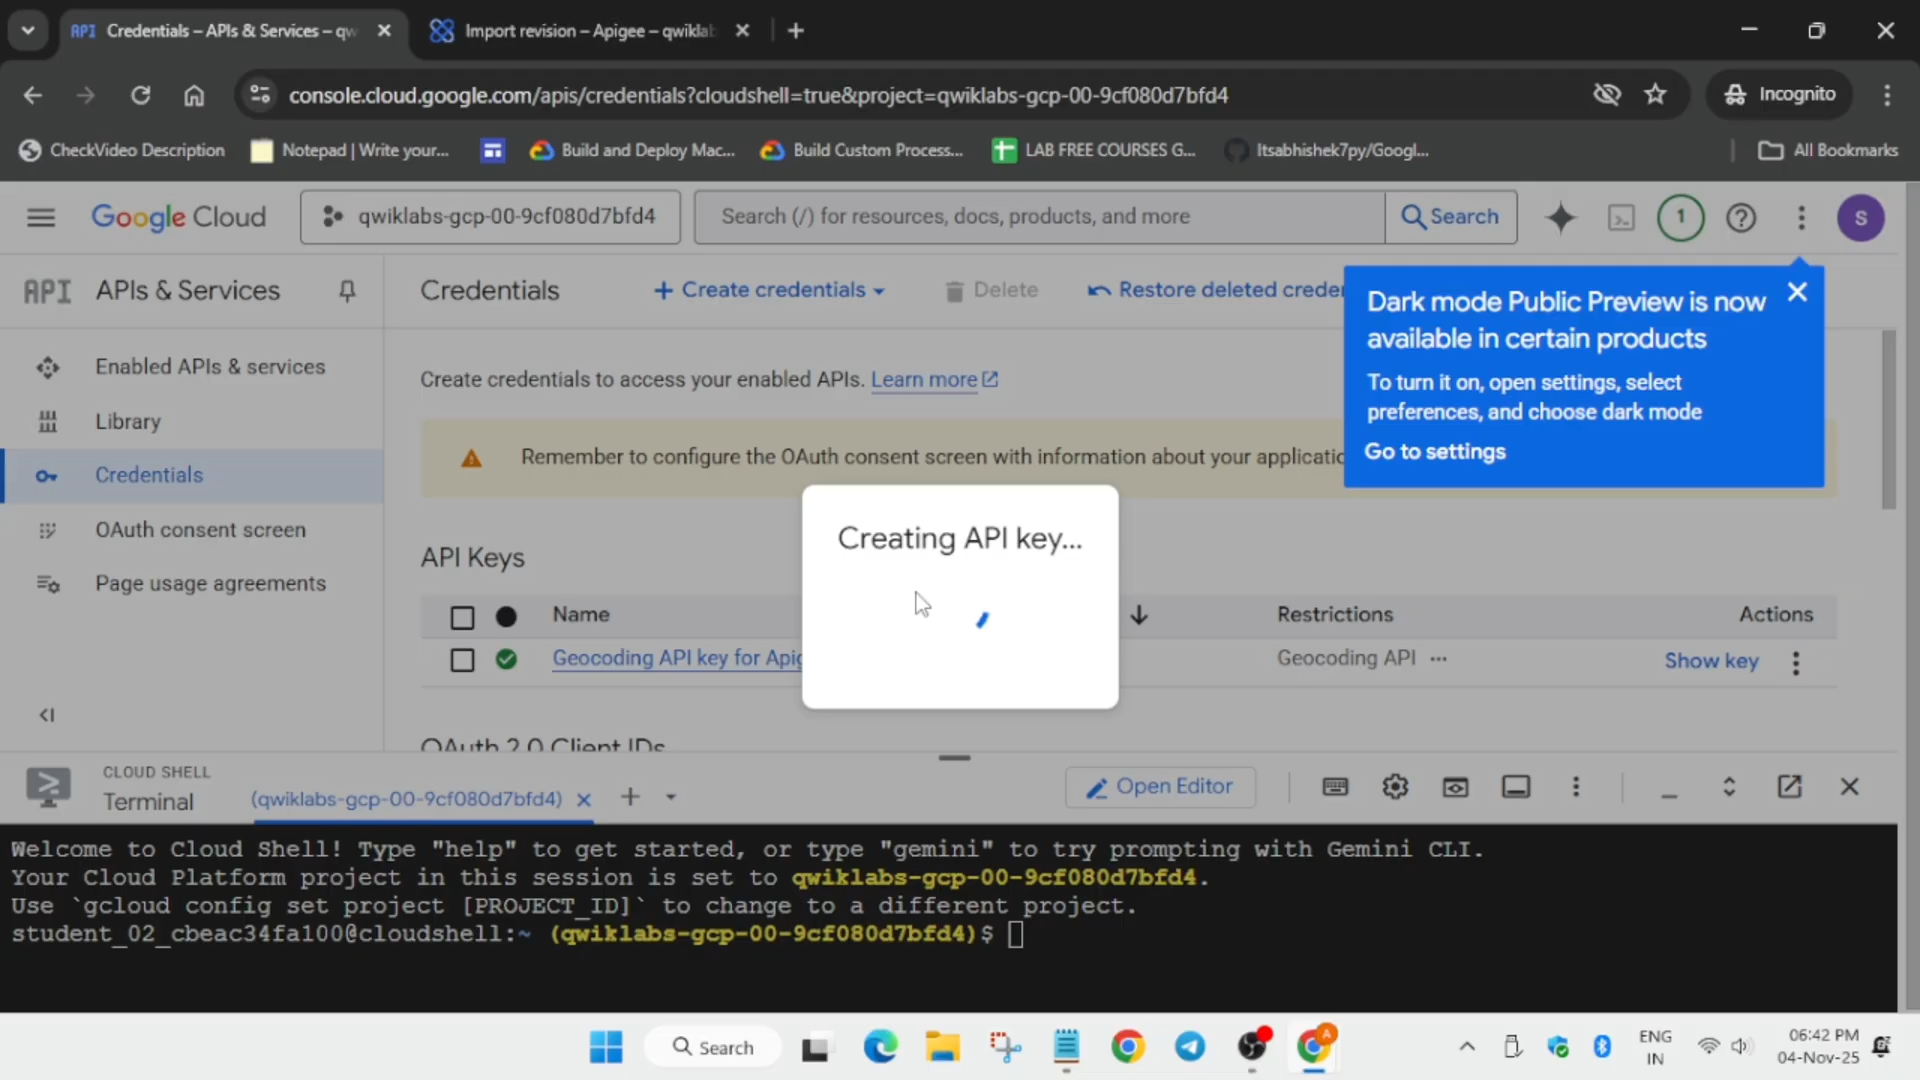 API Credentials – APIs & Services – qw
Import revision – Apigee – qwiklab
console.cloud.google.com/apis/credentials?cloudshell=true&project=qwiklabs-gcp-00-9cf080d7bfd4
Incognito
CheckVideo Description
Notepad | Write your...
Build and Deploy Mac...
Build Custom Process...
LAB FREE COURSES G...
Itsabhishek7py/Googl...
All Bookmarks
Google Cloud
qwiklabs-gcp-00-9cf080d7bfd4
Search (/) for resources, docs, products, and more
Search
1
S
API APIs & Services
Credentials
+ Create credentials
Delete
Restore deleted creder
Dark mode Public Preview is now
available in certain products
To turn it on, open settings, select
preferences, and choose dark mode
Go to settings
Enabled APIs & services
Library
Credentials
OAuth consent screen
Page usage agreements
Create credentials to access your enabled APIs. Learn more
Remember to configure the OAuth consent screen with information about your applicatio
Creating API key...
API Keys
Name
Restrictions
Actions
Geocoding API key for Apig
Geocoding API
Show key
OAuth 2.0 Client IDs
CLOUD SHELL
Terminal
(qwiklabs-gcp-00-9cf080d7bfd4)
Open Editor
Welcome to Cloud Shell! Type "help" to get started, or type "gemini" to try prompting with Gemini CLI.
Your Cloud Platform project in this session is set to qwiklabs-gcp-00-9cf080d7bfd4.
Use `gcloud config set project [PROJECT_ID]` to change to a different project.
student_02_cbeac34fa100@cloudshell:~ (qwiklabs-gcp-00-9cf080d7bfd4)$
Search
A
ENG
IN
06:42 PM
04-Nov-25